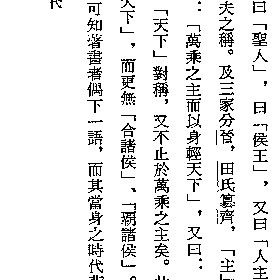 曰「聖人」,曰「侯王」,又曰「人主
夫之稱。及三家分晉,田氏篡齊,「主」
:「萬乘之主而以身輕天下」,又曰:
「天下」對稱,又不止於萬乘之主矣。
天下」,而更無「合諸侯」、「霸諸侯」。
可知著書者偶下一語,而其當身之時代